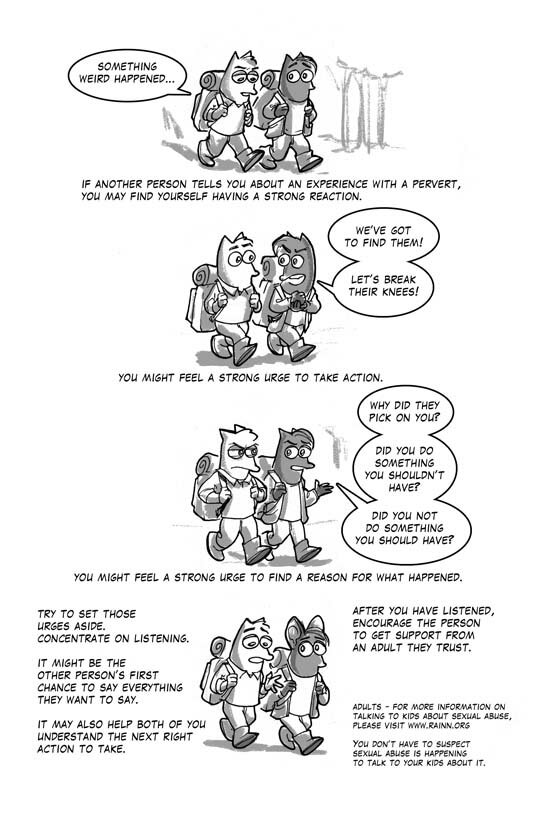 SOMETHING
WEIRD HAPPENED...
IF ANOTHER PERSON TELLS YOU ABOUT AN EXPERIENCE WITH A PERVERT,
YOU MAY FIND YOURSELF HAVING A STRONG REACTION.
WE'VE GOT
TO FIND THEM!
LET'S BREAK
THEIR KNEES!
YOU MIGHT FEEL A STRONG URGE TO TAKE ACTION.
WHY DID THEY
PICK ON YOU?
DID YOU DO
SOMETHING
YOU SHOULDN'T
HAVE?
DID YOU NOT
DO SOMETHING
YOU SHOULD HAVE?
YOU MIGHT FEEL A STRONG URGE TO FIND A REASON FOR WHAT HAPPENED.
TRY TO SET THOSE
URGES ASIDE.
CONCENTRATE ON LISTENING.
IT MIGHT BE THE
OTHER PERSON'S FIRST
CHANCE TO SAY EVERYTHING
THEY WANT TO SAY.
IT MAY ALSO HELP BOTH OF YOU
UNDERSTAND THE NEXT RIGHT
ACTION TO TAKE.
AFTER YOU HAVE LISTENED,
ENCOURAGE THE PERSON
TO GET SUPPORT FROM
AN ADULT THEY TRUST.
ADULTS - FOR MORE INFORMATION ON
TALKING TO KIDS ABOUT SEXUAL ABUSE,
PLEASE VISIT WWW.RAINN.ORG
YOU DON'T HAVE TO SUSPECT
SEXUAL ABUSE IS HAPPENING
TO TALK TO YOUR KIDS ABOUT IT.